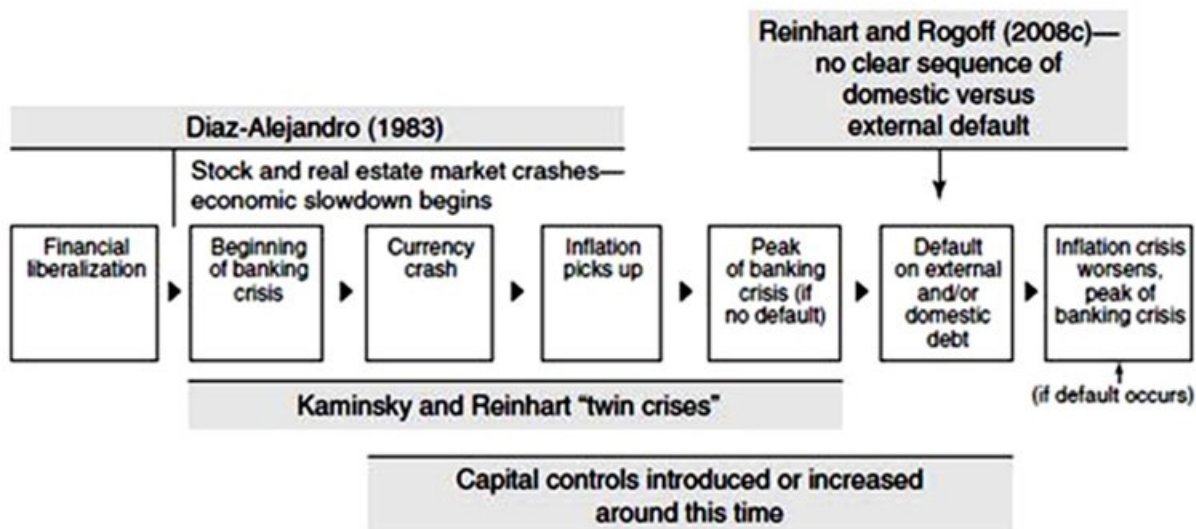 Reinhart and Rogoff (2008c)—
no clear sequence of
domestic versus
external default
Diaz-Alejandro (1983)
Stock and real estate market crashes—
economic slowdown begins
Financial
liberalization
Beginning
of banking
crisis
Currency
crash
Inflation
picks up
Peak
of banking
crisis (if
no default)
Default
on external
and/or
domestic
debt
Inflation crisis
worsens,
peak of
banking crisis
(if default occurs)
Kaminsky and Reinhart “twin crises”
Capital controls introduced or increased
around this time